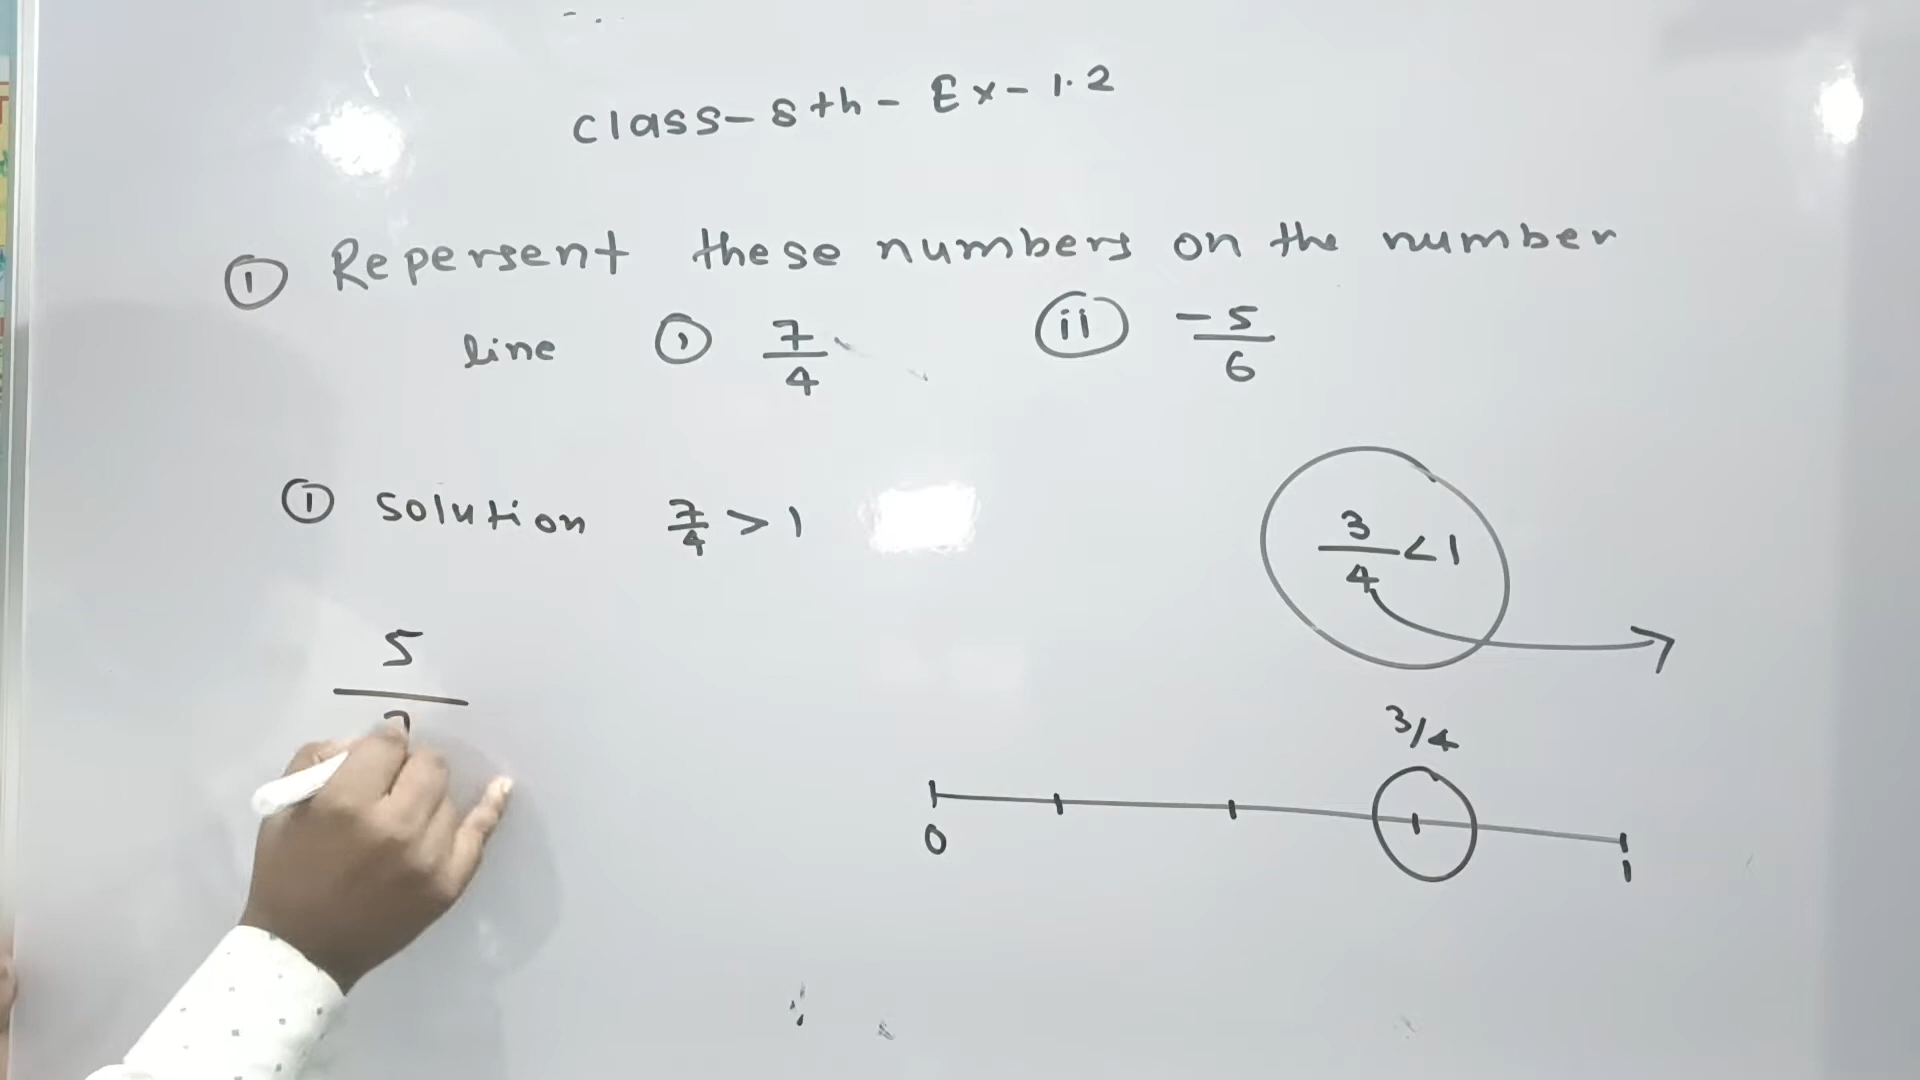 class-8th-Ex-1.2
① Repersent these numbers on the number
line ① 7/4 ⓘⓘ -5/6
① solution 7/4 > 1
3/4 < 1
5
3/4
0 1